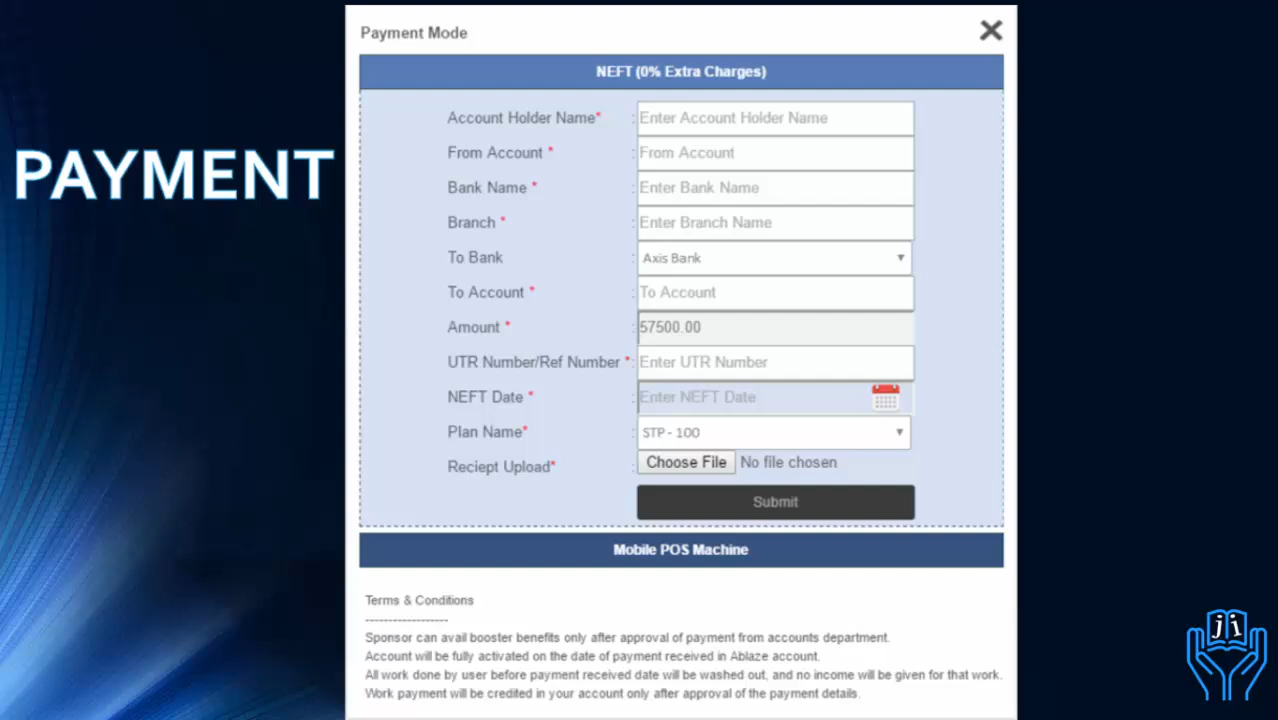 PAYMENT
Payment Mode
NEFT (0% Extra Charges)
Account Holder Name* : Enter Account Holder Name
From Account * : From Account
Bank Name * : Enter Bank Name
Branch * : Enter Branch Name
To Bank : Axis Bank
To Account * : To Account
Amount * : 57500.00
UTR Number/Ref Number * : Enter UTR Number
NEFT Date * : Enter NEFT Date
Plan Name* : STP - 100
Reciept Upload* : Choose File No file chosen
Submit
Mobile POS Machine
Terms & Conditions
------------------
Sponsor can avail booster benefits only after approval of payment from accounts department.
Account will be fully activated on the date of payment received in Ablaze account.
All work done by user before payment received date will be washed out, and no income will be given for that work.
Work payment will be credited in your account only after approval of the payment details.
ji